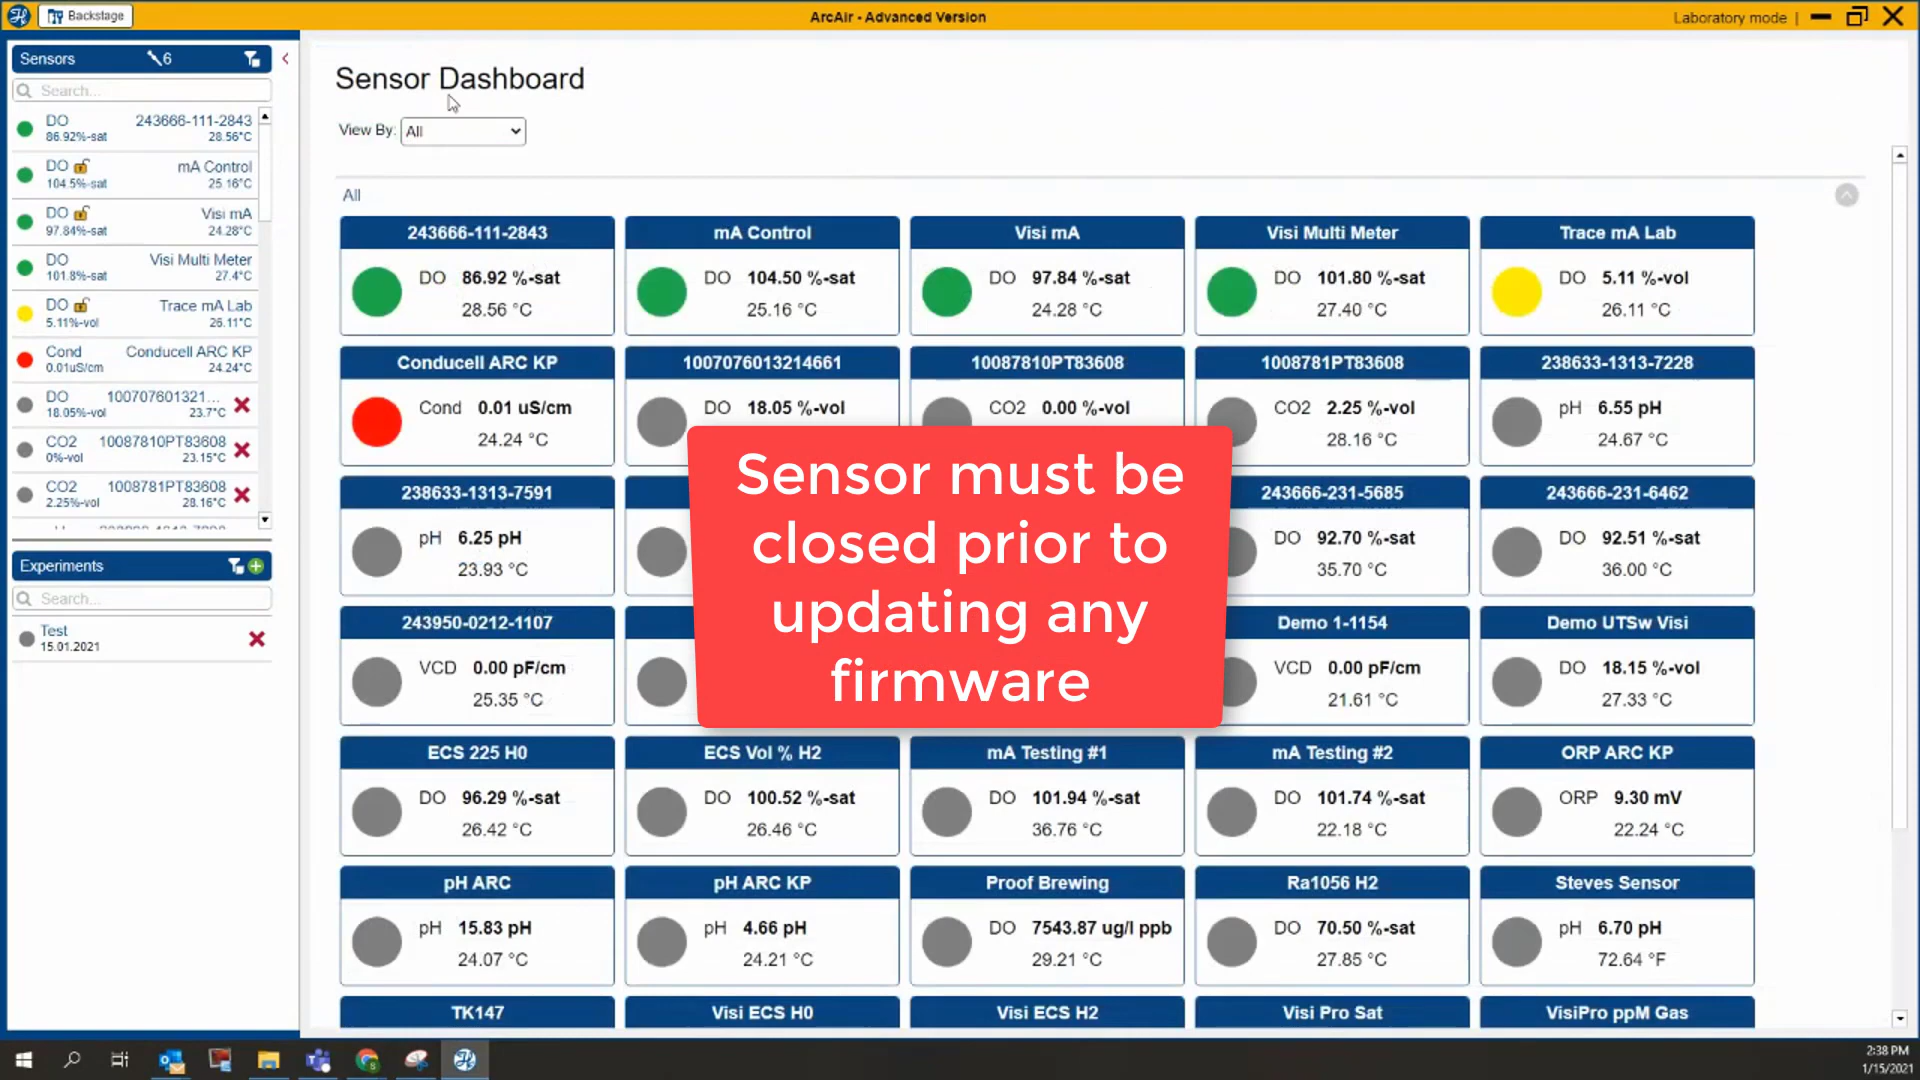 Backstage
ArcAir - Advanced Version
Laboratory mode
Sensors
6
Search...
DO 243666-111-2843
86.92%-sat 28.56°C
DO mA Control
104.5%-sat 25.16°C
DO Visi mA
97.84%-sat 24.28°C
DO Visi Multi Meter
101.8%-sat 27.4°C
DO Trace mA Lab
5.11%-vol 26.11°C
Cond Conducell ARC KP
0.01uS/cm 24.24°C
DO 100707601321...
18.05%-vol 23.7°C
CO2 10087810PT83608
0%-vol 23.15°C
CO2 1008781PT83608
2.25%-vol 28.16°C
Experiments
Search...
Test
15.01.2021
Sensor Dashboard
View By: All
All
243666-111-2843
DO 86.92 %-sat
28.56 °C
mA Control
DO 104.50 %-sat
25.16 °C
Visi mA
DO 97.84 %-sat
24.28 °C
Visi Multi Meter
DO 101.80 %-sat
27.40 °C
Trace mA Lab
DO 5.11 %-vol
26.11 °C
Conducell ARC KP
Cond 0.01 uS/cm
24.24 °C
1007076013214661
DO 18.05 %-vol
10087810PT83608
CO2 0.00 %-vol
1008781PT83608
CO2 2.25 %-vol
28.16 °C
238633-1313-7228
pH 6.55 pH
24.67 °C
238633-1313-7591
pH 6.25 pH
23.93 °C
243666-231-5685
DO 92.70 %-sat
35.70 °C
243666-231-6462
DO 92.51 %-sat
36.00 °C
243950-0212-1107
VCD 0.00 pF/cm
25.35 °C
Demo 1-1154
VCD 0.00 pF/cm
21.61 °C
Demo UTSw Visi
DO 18.15 %-vol
27.33 °C
ECS 225 H0
DO 96.29 %-sat
26.42 °C
ECS Vol % H2
DO 100.52 %-sat
26.46 °C
mA Testing #1
DO 101.94 %-sat
36.76 °C
mA Testing #2
DO 101.74 %-sat
22.18 °C
ORP ARC KP
ORP 9.30 mV
22.24 °C
pH ARC
pH 15.83 pH
24.07 °C
pH ARC KP
pH 4.66 pH
24.21 °C
Proof Brewing
DO 7543.87 ug/l ppb
29.21 °C
Ra1056 H2
DO 70.50 %-sat
27.85 °C
Steves Sensor
pH 6.70 pH
72.64 °F
TK147
Visi ECS H0
Visi ECS H2
Visi Pro Sat
VisiPro ppM Gas
Sensor must be
closed prior to
updating any
firmware
2:38 PM
1/15/2021